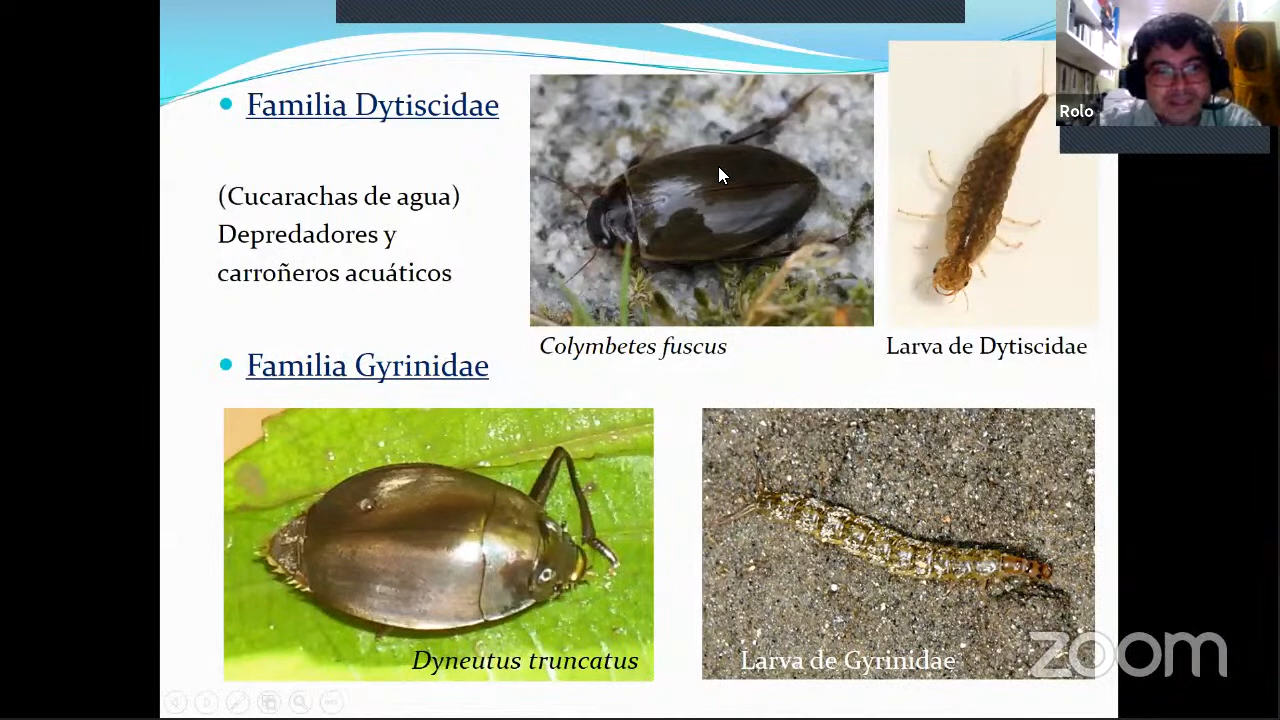 Familia Dytiscidae
(Cucarachas de agua)
Depredadores y
carroñeros acuáticos
Colymbetes fuscus
Larva de Dytiscidae
Familia Gyrinidae
Dyneutus truncatus
Larva de Gyrinidae
Rolo
zoom